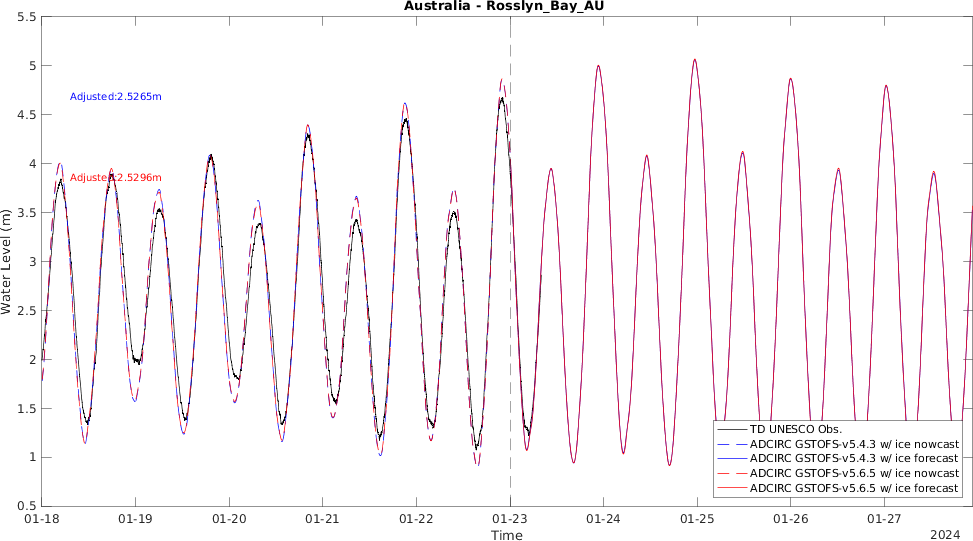 Australia - Rosslyn_Bay_AU
5.5
5
4.5
4
3.5
3
2.5
2
1.5
1
0.5
Water Level (m)
Adjusted:2.5265m
Adjusted:2.5296m
TD UNESCO Obs.
ADCIRC GSTOFS-v5.4.3 w/ ice nowcast
ADCIRC GSTOFS-v5.4.3 w/ ice forecast
ADCIRC GSTOFS-v5.6.5 w/ ice nowcast
ADCIRC GSTOFS-v5.6.5 w/ ice forecast
01-18 01-19 01-20 01-21 01-22 01-23 01-24 01-25 01-26 01-27
Time
2024